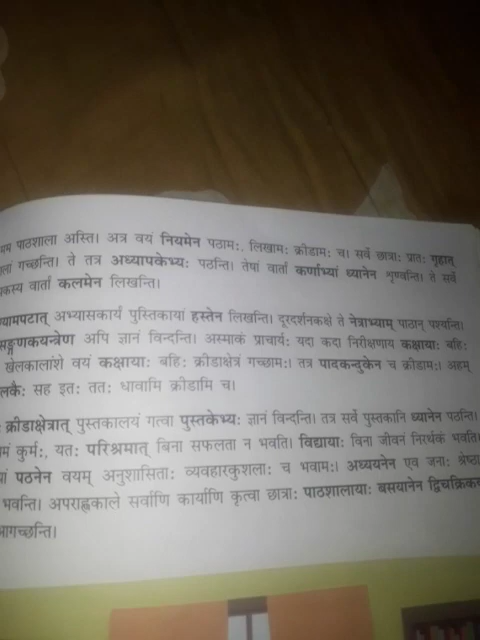 पाठशाला अस्ति। अत्र वयं नियमेन पठामः, लिखामः क्रीडामः च। सर्वे छात्राः प्रातः गृहात्
गच्छन्ति। ते तत्र अध्यापकेभ्यः पठन्ति। तेषां वार्तां कर्णाभ्यां ध्यानेन शृण्वन्ति। ते सर्वे
वार्तां कलमेन लिखन्ति।
अभ्यासकार्यं पुस्तिकायां हस्तेन लिखन्ति। दूरदर्शनकक्षे ते नेत्राभ्याम् पाठान् पश्यन्ति।
अपि ज्ञानं विन्दन्ति। अस्माकं प्राचार्यः यदा कदा निरीक्षणाय कक्षायाः बहिः
खेलकालांशे वयं कक्षायाः बहिः क्रीडाक्षेत्रं गच्छामः। तत्र पादकन्दुकेन च क्रीडामः। अहम्
सह इतः ततः धावामि क्रीडामि च।
क्रीडाक्षेत्रात् पुस्तकालयं गत्वा पुस्तकेभ्यः ज्ञानं विन्दन्ति। तत्र सर्वे पुस्तकानि ध्यानेन पठन्ति।
कुर्मः, यतः परिश्रमात् बिना सफलता न भवति। विद्यायाः विना जीवनं निरर्थकं भवति।
पठनेन वयम् अनुशासिताः व्यवहारकुशलाः च भवामः। अध्ययनेन एव जनाः श्रेष्ठाः
भवन्ति। अपराह्णकाले सर्वाणि कार्याणि कृत्वा छात्राः पाठशालायाः बसयानेन
आगच्छन्ति।